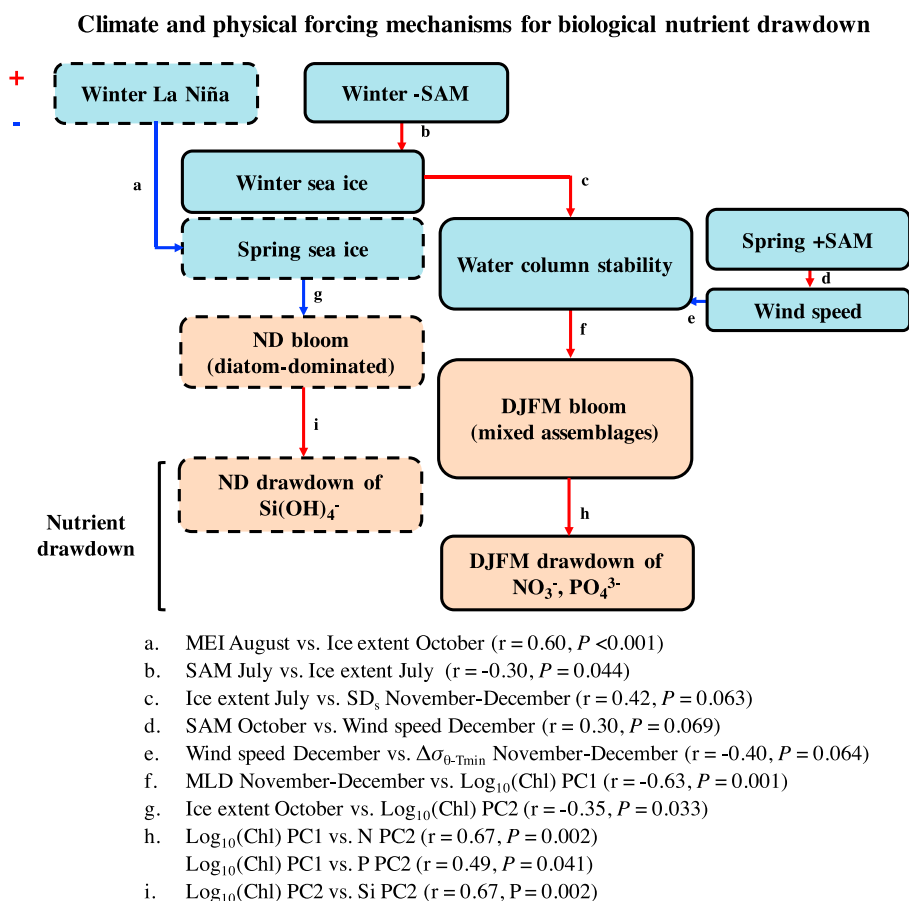 Climate and physical forcing mechanisms for biological nutrient drawdown
+
-
Winter La Niña
Winter -SAM
b
a
Winter sea ice
c
Spring sea ice
Water column stability
Spring +SAM
d
e
Wind speed
g
f
ND bloom
(diatom-dominated)
DJFM bloom
(mixed assemblages)
i
ND drawdown of
Si(OH)₄⁻
Nutrient
drawdown
h
DJFM drawdown of
NO₃⁻, PO₄³⁻
a. MEI August vs. Ice extent October (r = 0.60, P <0.001)
b. SAM July vs. Ice extent July (r = -0.30, P = 0.044)
c. Ice extent July vs. SDₛ November-December (r = 0.42, P = 0.063)
d. SAM October vs. Wind speed December (r = 0.30, P = 0.069)
e. Wind speed December vs. Δσθ-Tmin November-December (r = -0.40, P = 0.064)
f. MLD November-December vs. Log₁₀(Chl) PC1 (r = -0.63, P = 0.001)
g. Ice extent October vs. Log₁₀(Chl) PC2 (r = -0.35, P = 0.033)
h. Log₁₀(Chl) PC1 vs. N PC2 (r = 0.67, P = 0.002)
Log₁₀(Chl) PC1 vs. P PC2 (r = 0.49, P = 0.041)
i. Log₁₀(Chl) PC2 vs. Si PC2 (r = 0.67, P = 0.002)